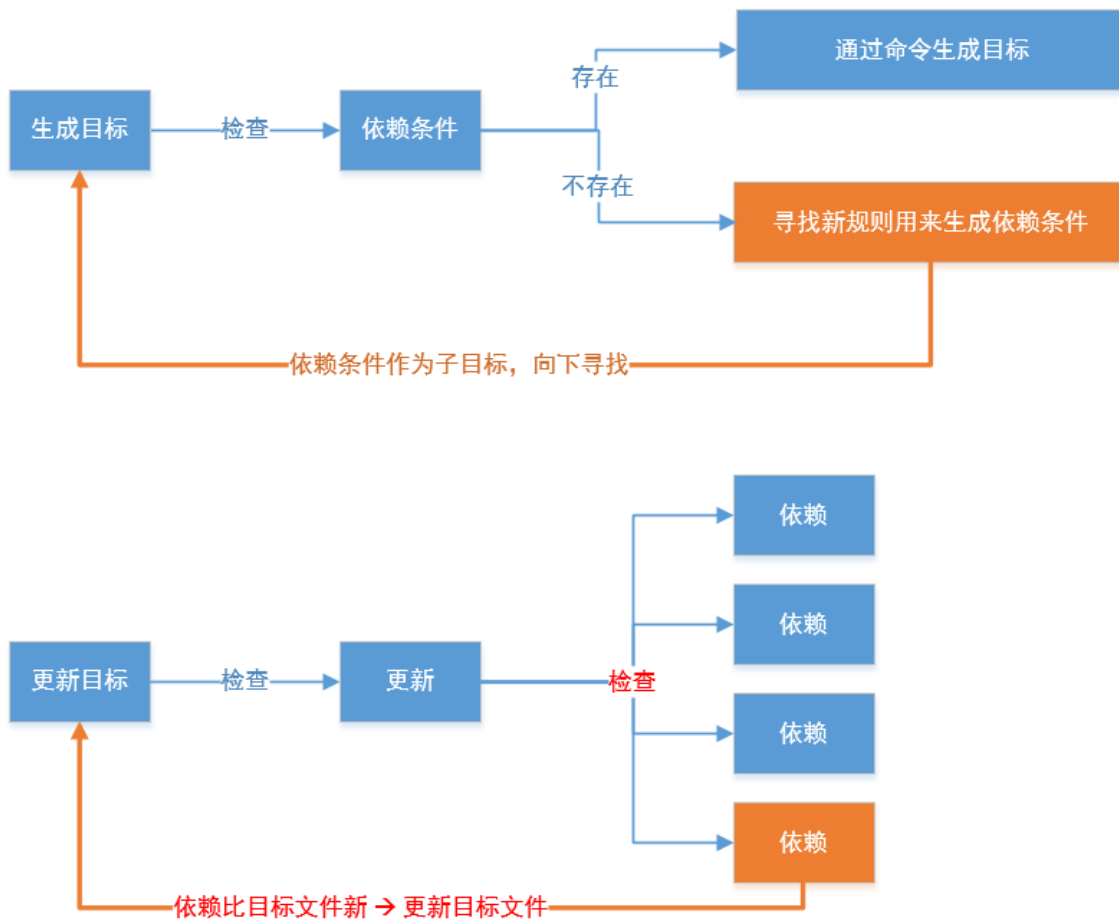 通过命令生成目标
存在
生成目标
检查
依赖条件
不存在
寻找新规则用来生成依赖条件
依赖条件作为子目标，向下寻找
依赖
依赖
更新目标
检查
更新
检查
依赖
依赖
依赖比目标文件新 → 更新目标文件